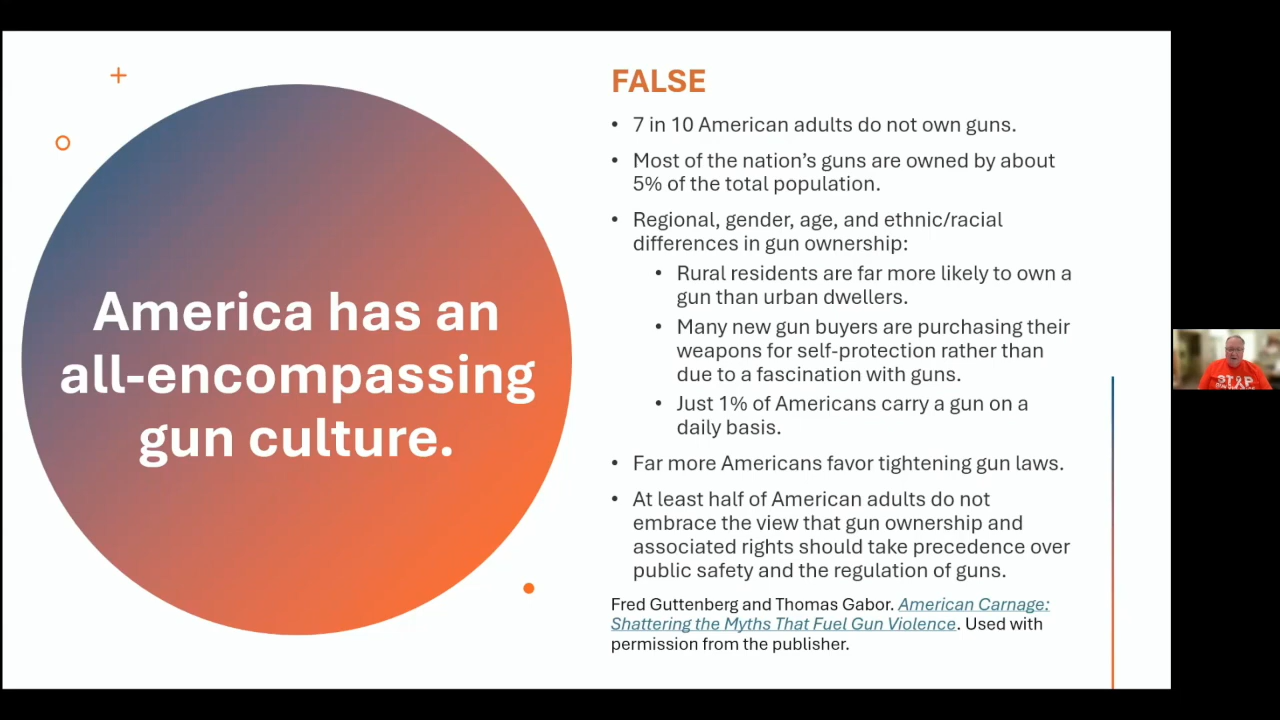 America has an
all-encompassing
gun culture.
FALSE
• 7 in 10 American adults do not own guns.
• Most of the nation's guns are owned by about
5% of the total population.
• Regional, gender, age, and ethnic/racial
differences in gun ownership:
• Rural residents are far more likely to own a
gun than urban dwellers.
• Many new gun buyers are purchasing their
weapons for self-protection rather than
due to a fascination with guns.
• Just 1% of Americans carry a gun on a
daily basis.
• Far more Americans favor tightening gun laws.
• At least half of American adults do not
embrace the view that gun ownership and
associated rights should take precedence over
public safety and the regulation of guns.
Fred Guttenberg and Thomas Gabor. American Carnage:
Shattering the Myths That Fuel Gun Violence. Used with
permission from the publisher.